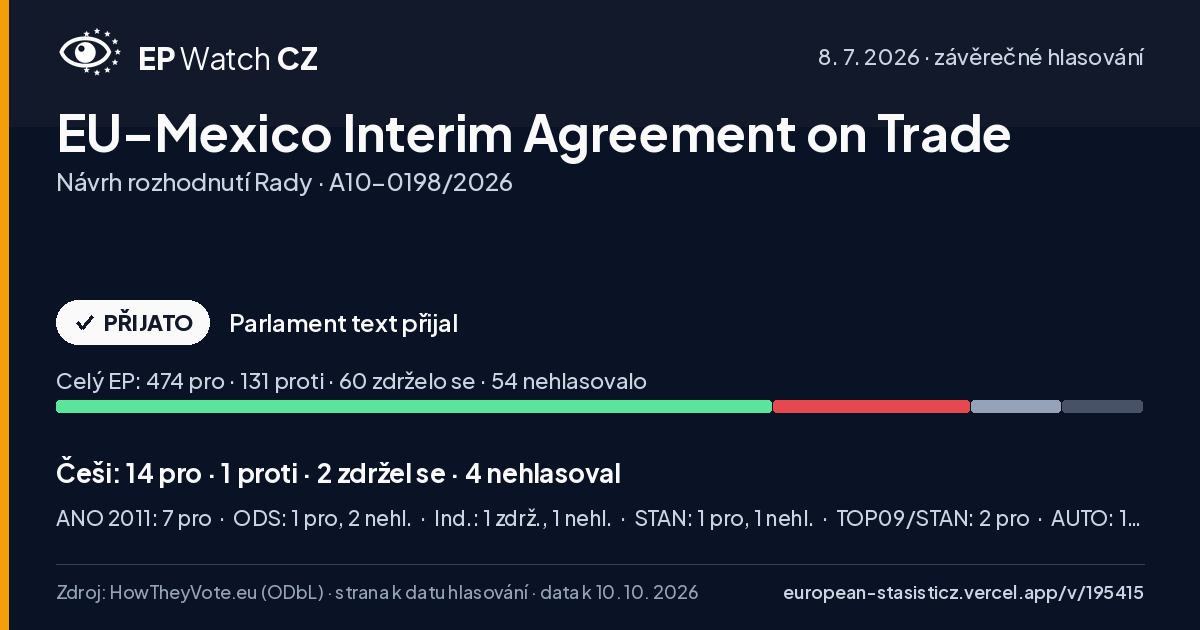 EP Watch CZ
8. 7. 2026 · závěrečné hlasování
EU–Mexico Interim Agreement on Trade
Návrh rozhodnutí Rady · A10-0198/2026
PŘIJATO
Parlament text přijal
Celý EP: 474 pro · 131 proti · 60 zdrželo se · 54 nehlasovalo
Češi: 14 pro · 1 proti · 2 zdržel se · 4 nehlasoval
ANO 2011: 7 pro · ODS: 1 pro, 2 nehl. · Ind.: 1 zdrž., 1 nehl. · STAN: 1 pro, 1 nehl. · TOP09/STAN: 2 pro · AUTO: 1…
Zdroj: HowTheyVote.eu (ODbL) · strana k datu hlasování · data k 10. 10. 2026
european-stasisticz.vercel.app/v/195415